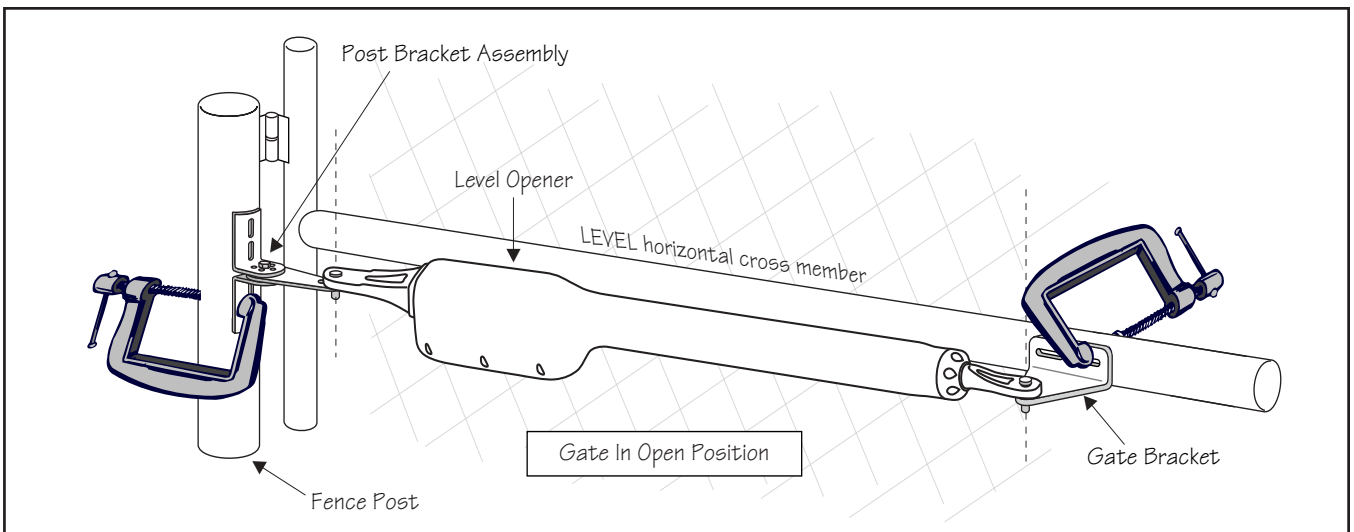 Post Bracket Assembly
Level Opener
LEVEL horizontal cross member
Gate In Open Position
Gate Bracket
Fence Post